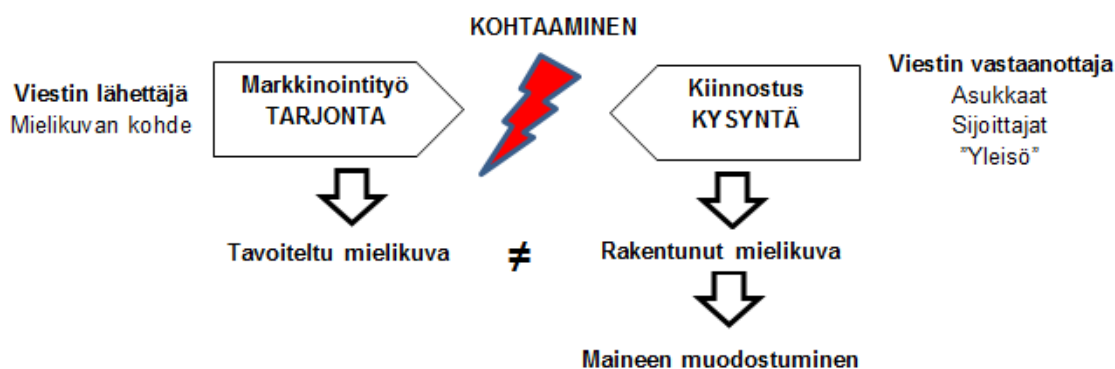 KOHTAAMINEN
Viestin lähettäjä
Mielikuvan kohde
Markkinointityö
TARJONTA
Kiinnostus
KYSYNTÄ
Viestin vastaanottaja
Asukkaat
Sijoittajat
"Yleisö"
Tavoiteltu mielikuva
≠
Rakentunut mielikuva
Maineen muodostuminen